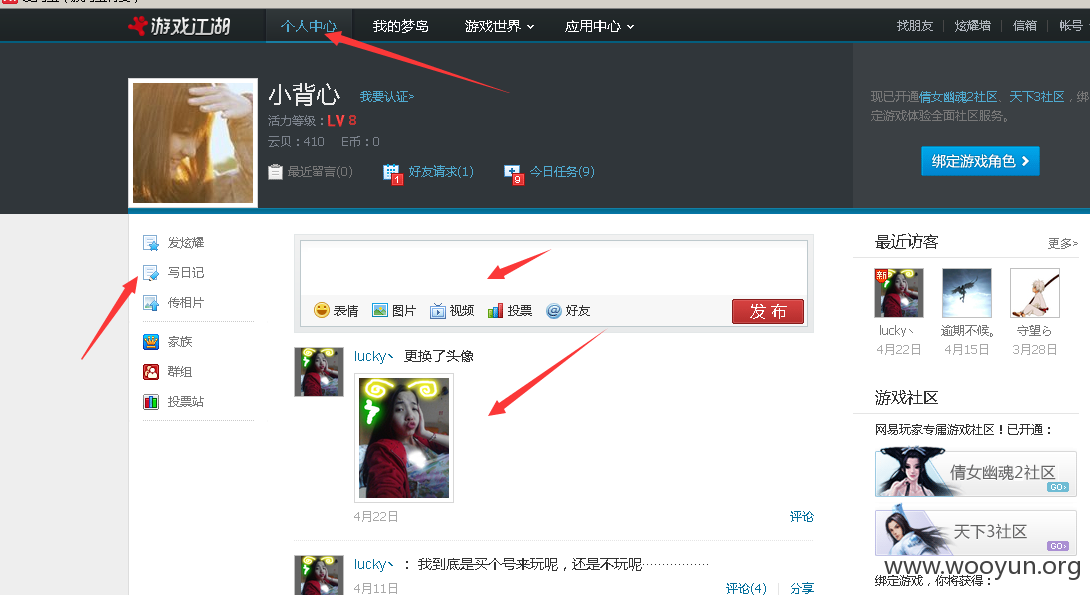 游戏江湖 个人中心 我的梦岛 游戏世界 应用中心 找朋友 炫耀墙 信箱 帐号
小背心 我要认证>
活力等级：LV 8
云贝：410 E币：0
最近留言(0) 1 好友请求(1) 9 今日任务(9)
现已开通倩女幽魂2社区、天下3社区，绑
定游戏体验全面社区服务。
绑定游戏角色
发炫耀
写日记
传相片
家族
群组
投票站
表情 图片 视频 投票 @ 好友 发布
lucky丶 更换了头像
4月22日 评论
lucky丶 ： 我到底是买个号来玩呢，还是不玩呢………………
4月11日 评论(4) 分享
最近访客 更多>
新
lucky丶 逾期不候。 守望ら
4月22日 4月15日 3月28日
游戏社区
网易玩家专属游戏社区！已开通：
倩女幽魂2社区
GO>
天下3社区
GO>
www.wooyun.org
绑定游戏，你将获得：